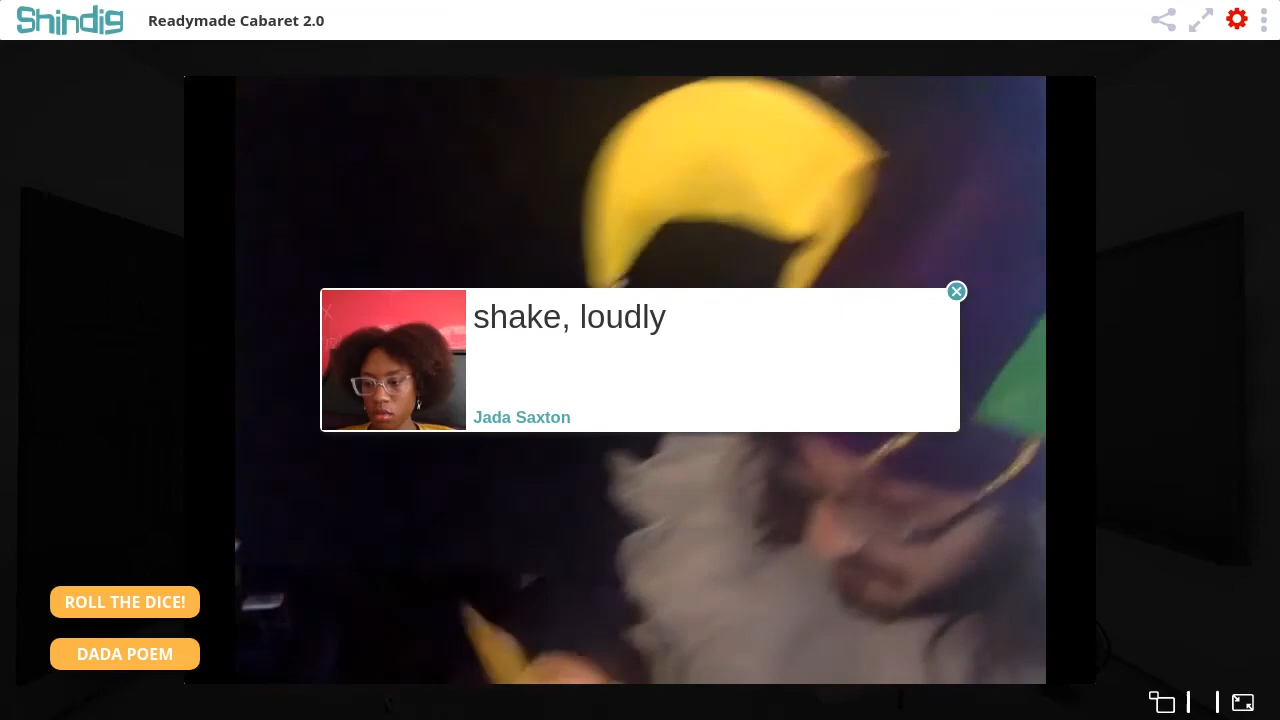 Shindig
Readymade Cabaret 2.0
shake, loudly
Jada Saxton
ROLL THE DICE!
DADA POEM